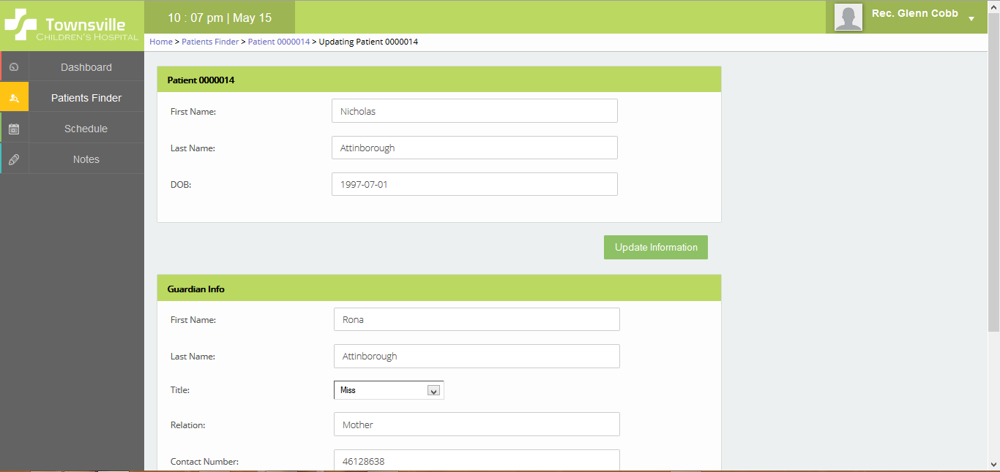 Townsville
CHILDREN'S HOSPITAL
10 : 07 pm | May 15
Rec. Glenn Cobb
Home > Patients Finder > Patient 0000014 > Updating Patient 0000014
Dashboard
Patients Finder
Schedule
Notes
Patient 0000014
First Name: Nicholas
Last Name: Attinborough
DOB: 1997-07-01
Update Information
Guardian Info
First Name: Rona
Last Name: Attinborough
Title: Miss
Relation: Mother
Contact Number: 46128638